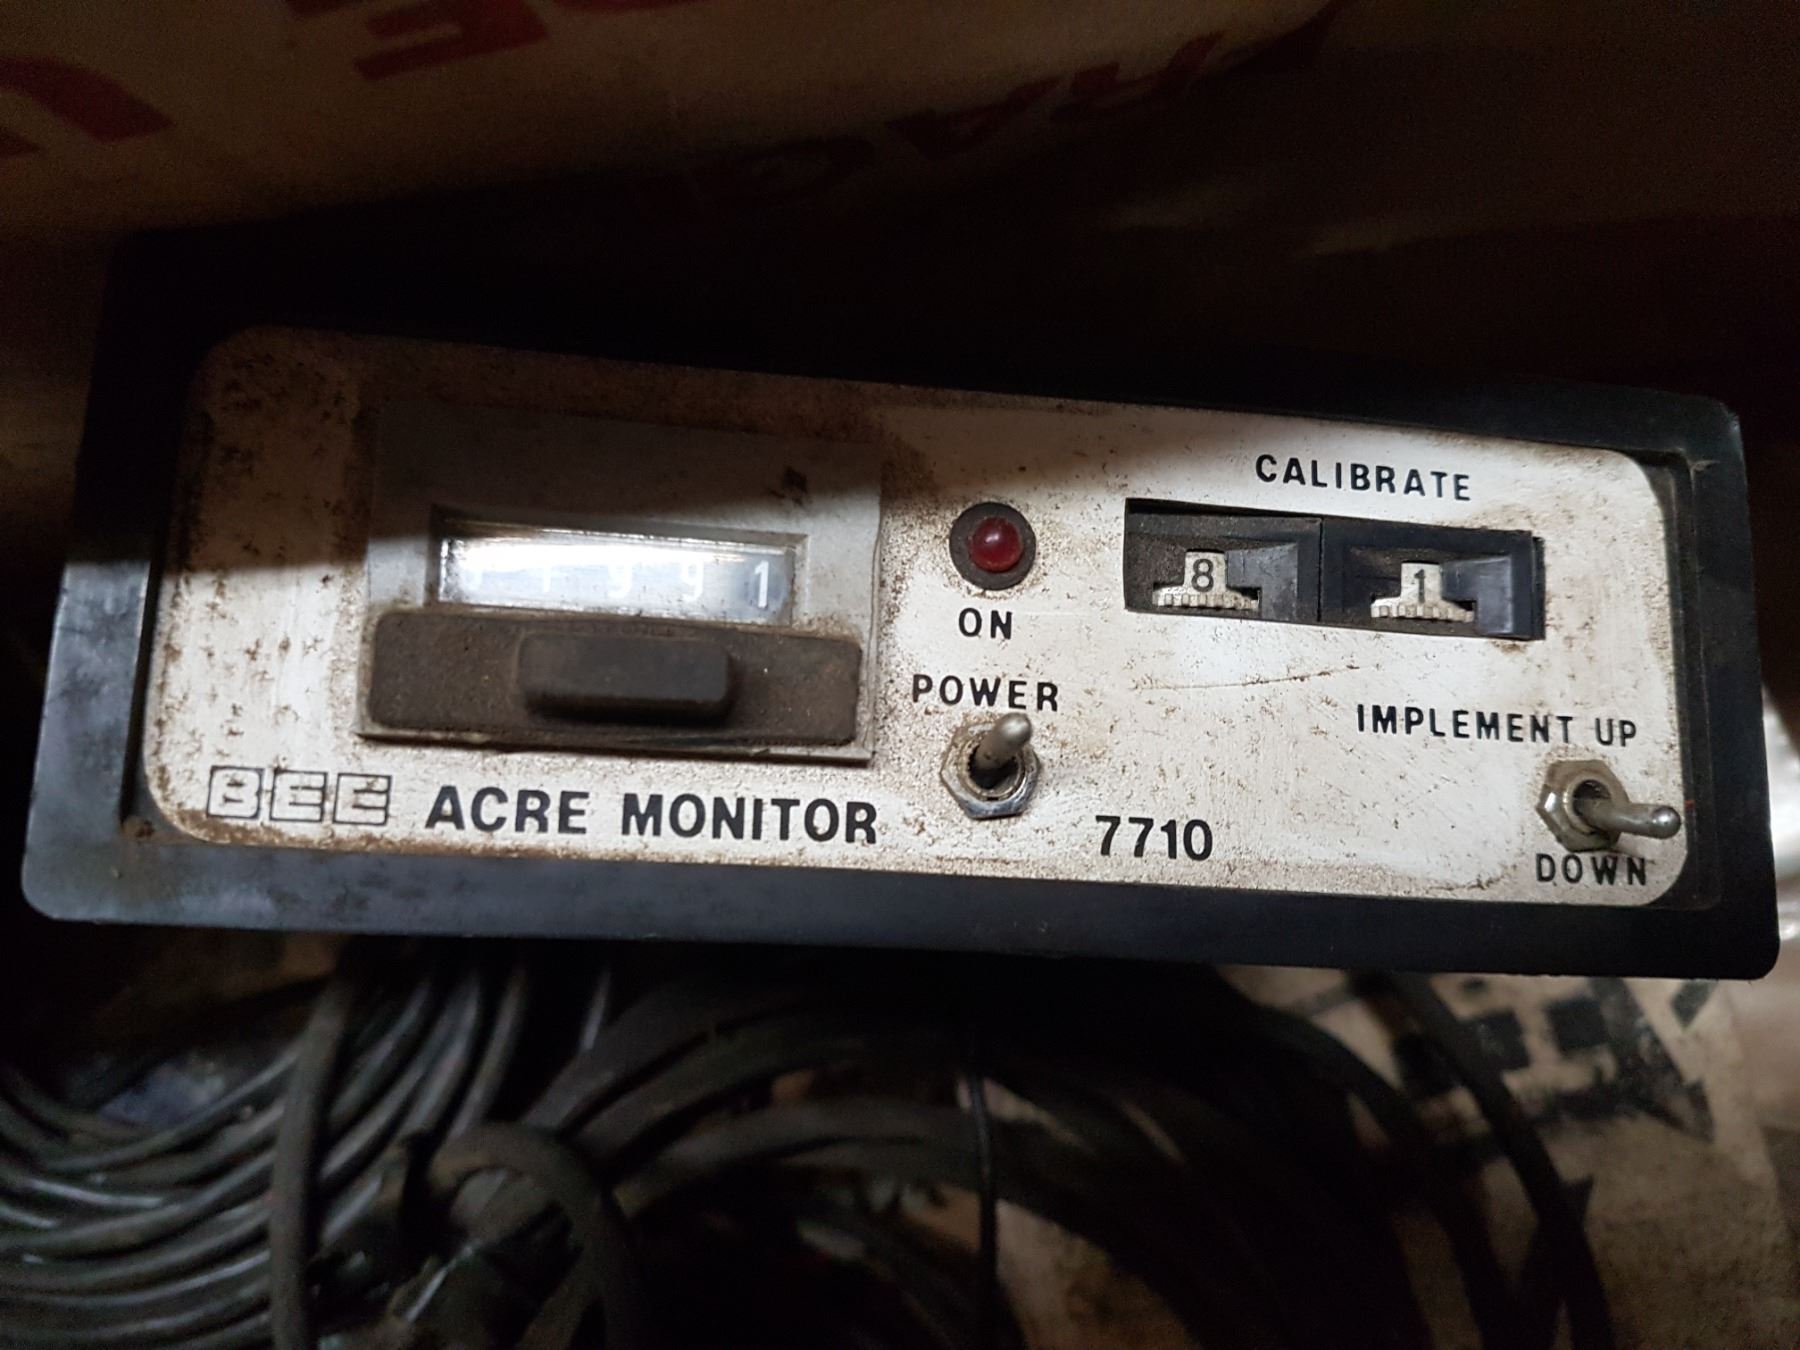 CALIBRATE
8 1
ON
POWER
IMPLEMENT UP
BEE ACRE MONITOR
7710
DOWN